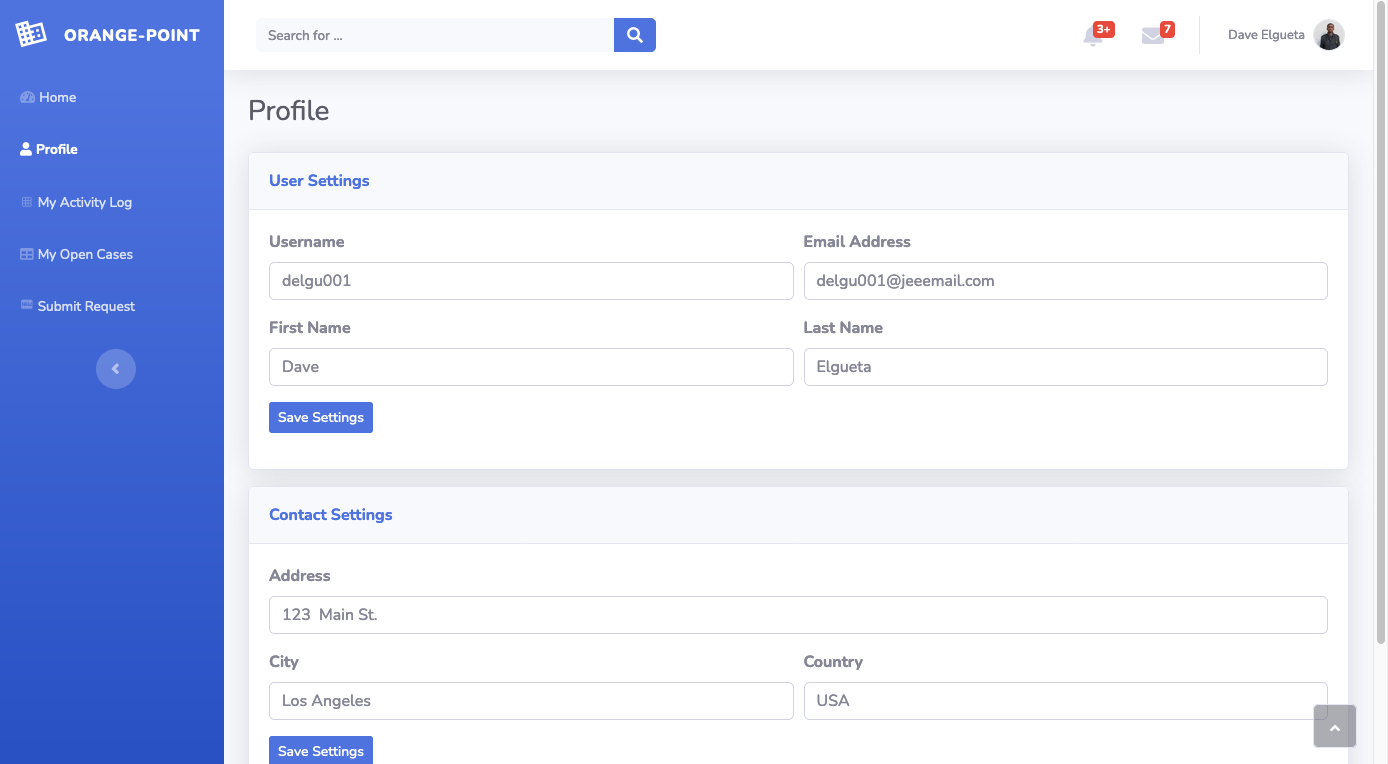 ORANGE-POINT
Home
Profile
My Activity Log
My Open Cases
Submit Request
Search for ...
3+
7
Dave Elgueta
Profile
User Settings
Username
Email Address
delgu001
delgu001@jeeemail.com
First Name
Last Name
Dave
Elgueta
Save Settings
Contact Settings
Address
123  Main St.
City
Country
Los Angeles
USA
Save Settings